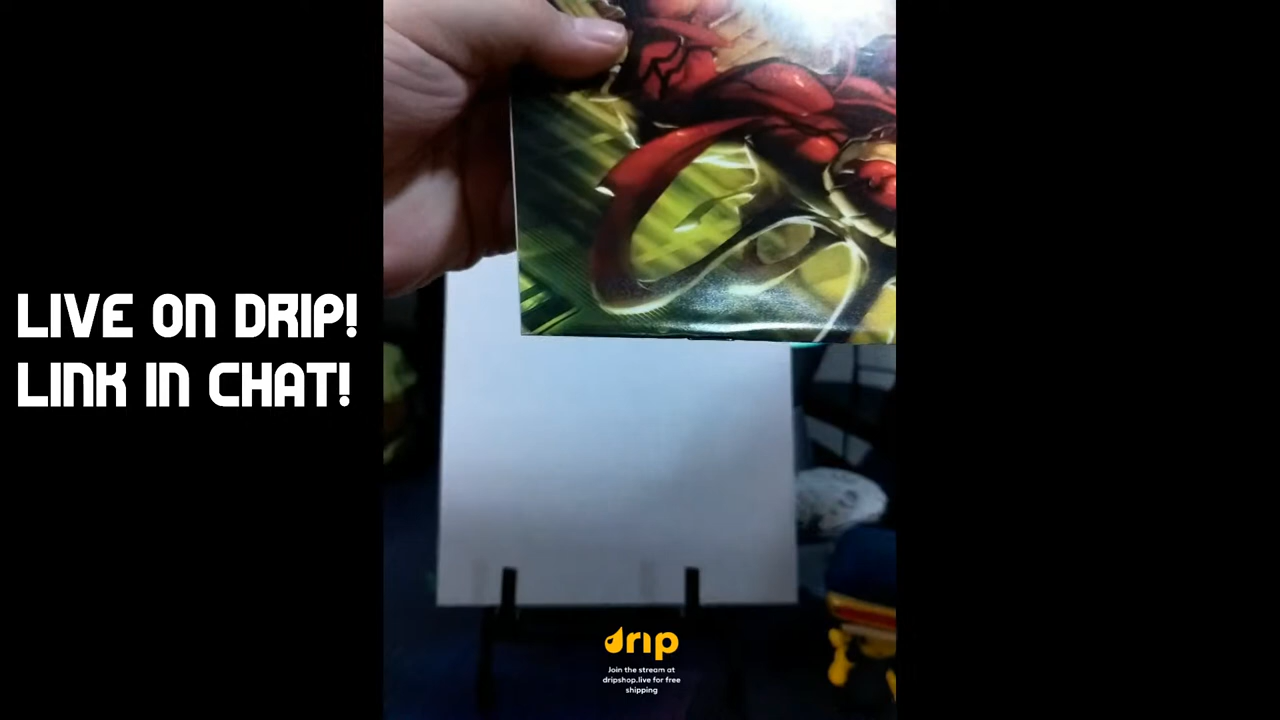 LIVE ON DRIP!
LINK IN CHAT!
drip
Join the stream at
dripshop.live for free
shipping